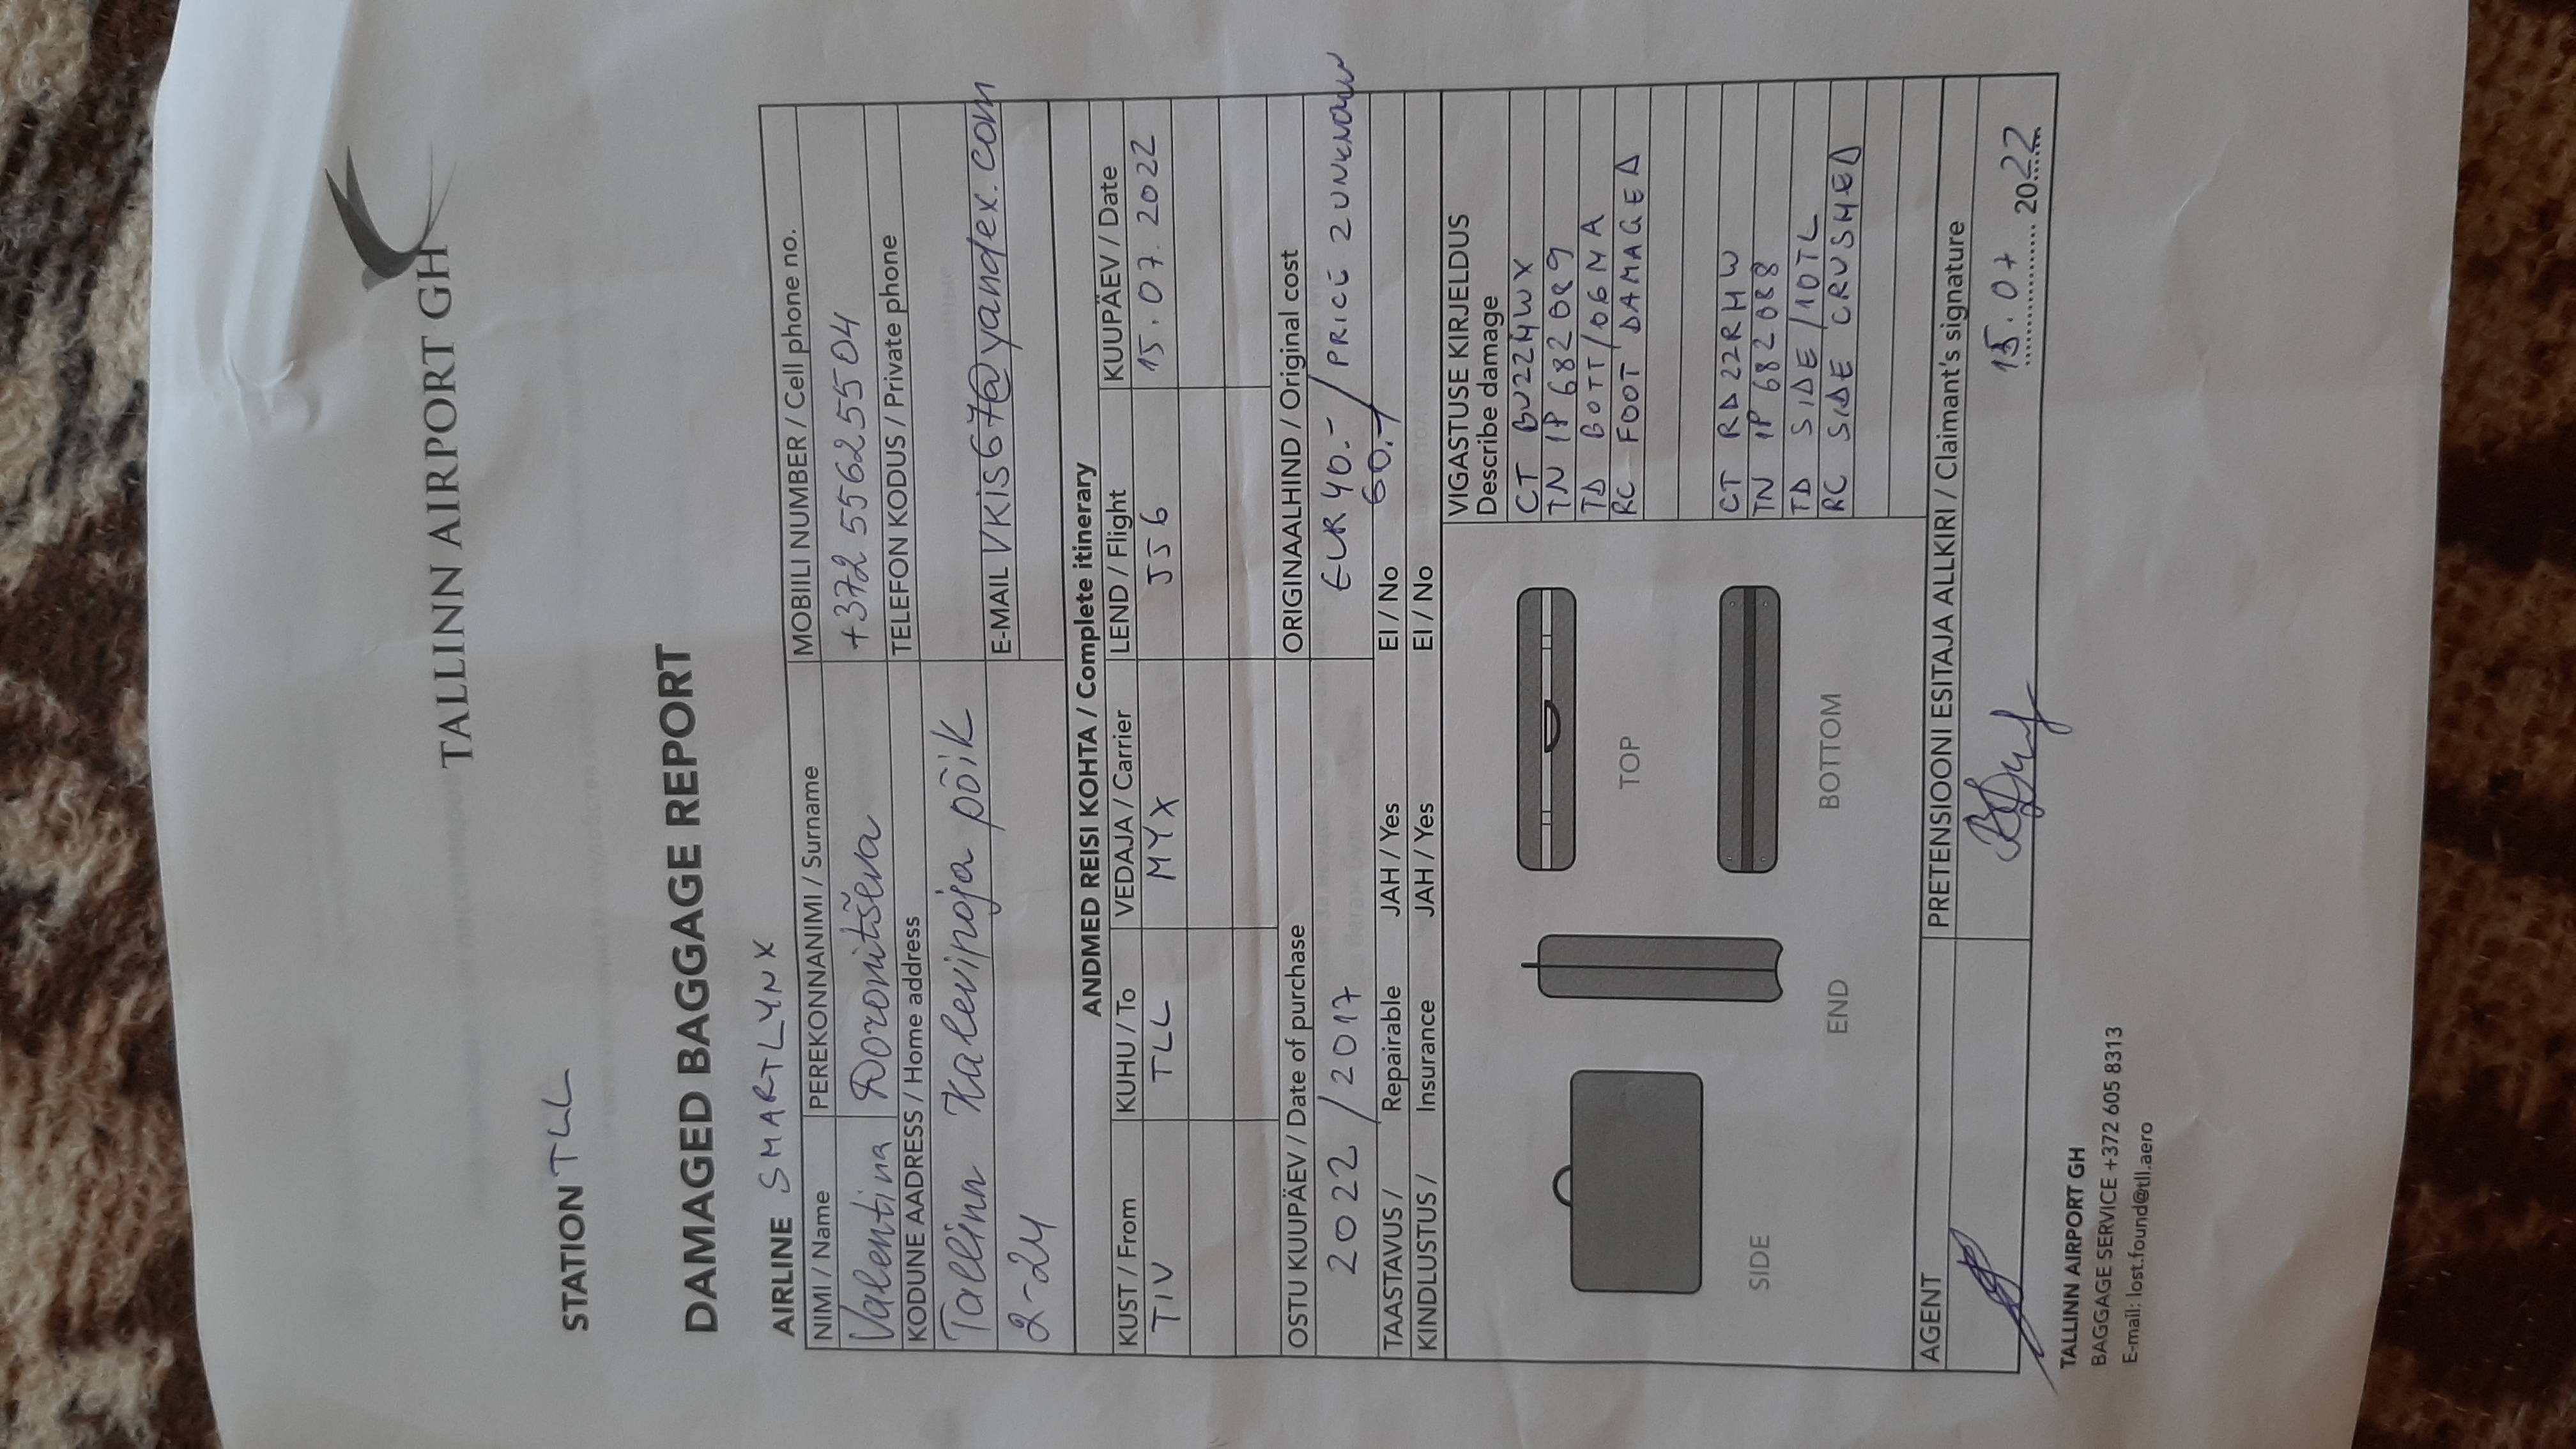 TALLINN AIRPORT GH
STATION TLL
DAMAGED BAGGAGE REPORT
AIRLINE SMARTLYNX
NIMI / Name PEREKONNANIMI / Surname MOBIILI NUMBER / Cell phone no.
Valentina Doronitševa +372 55625504
KODUNE AADRESS / Home address TELEFON KODUS / Private phone
Tallinn Kalevipoja põik
2-24 E-MAIL VKis67@yandex.com
ANDMED REISI KOHTA / Complete itinerary
KUST / From KUHU / To VEDAJA / Carrier LEND / Flight KUUPÄEV / Date
TIV TLL MYX 556 15.07.2022
OSTU KUUPÄEV / Date of purchase ORIGINAALHIND / Original cost
2022 / 2017 EUR 40.- / PRICE 2 UNKNOWN
60.-
TAASTAVUS / Repairable JAH / Yes EI / No
KINDLUSTUS / Insurance JAH / Yes EI / No
VIGASTUSE KIRJELDUS
Describe damage
CT BU22HWX
TN IP 682089
TD BOTT/06MA
RC FOOT DAMAGED
CT RD22RHW
TN IP 682088
TD SIDE/10TL
RC SIDE CRUSHED
TOP
SIDE
END
BOTTOM
AGENT PRETENSIOONI ESITAJA ALLKIRI / Claimant's signature
15.07 2022
TALLINN AIRPORT GH
BAGGAGE SERVICE +372 605 8313
E-mail: lost.found@tll.aero